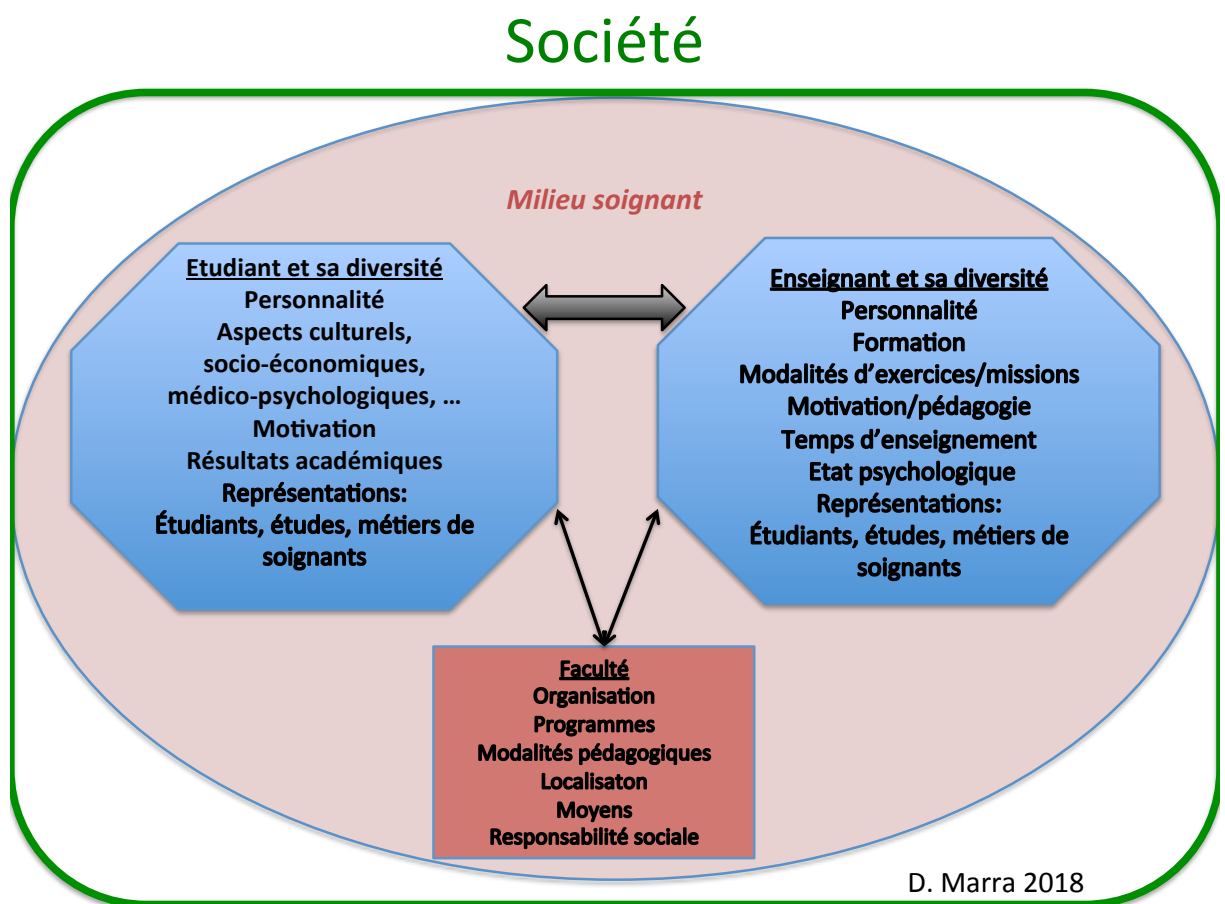 Société
Milieu soignant
Etudiant et sa diversité
Personnalité
Aspects culturels,
socio-économiques,
médico-psychologiques, ...
Motivation
Résultats académiques
Représentations:
Étudiants, études, métiers de
soignants
Enseignant et sa diversité
Personnalité
Formation
Modalités d'exercices/missions
Motivation/pédagogie
Temps d'enseignement
Etat psychologique
Représentations:
Étudiants, études, métiers de
soignants
Faculté
Organisation
Programmes
Modalités pédagogiques
Localisaton
Moyens
Responsabilité sociale
D. Marra 2018